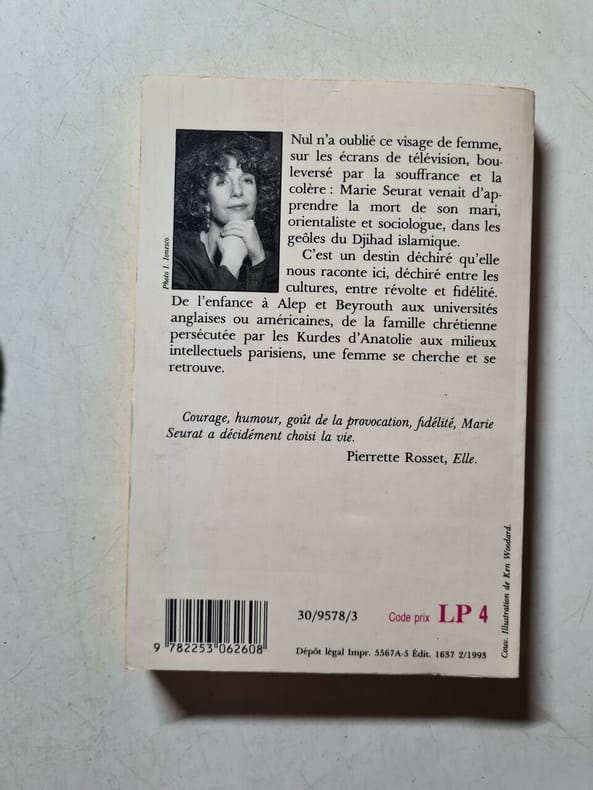 Nul n'a oublié ce visage de femme,
sur les écrans de télévision, bou-
leversé par la souffrance et la
colère : Marie Seurat venait d'ap-
prendre la mort de son mari,
orientaliste et sociologue, dans les
geôles du Djihad islamique.
C'est un destin déchiré qu'elle
nous raconte ici, déchiré entre les
cultures, entre révolte et fidélité.
De l'enfance à Alep et Beyrouth aux universités
anglaises ou américaines, de la famille chrétienne
persécutée par les Kurdes d'Anatolie aux milieux
intellectuels parisiens, une femme se cherche et se
retrouve.
Photo I. Ionesco.
Courage, humour, goût de la provocation, fidélité, Marie
Seurat a décidément choisi la vie.
Pierrette Rosset, Elle.
Couv. Illustration de Ken Woodard.
30/9578/3
Code prix LP 4
9 782253 062608
Dépôt légal Impr. 5567A-5 Édit. 1637 2/1993